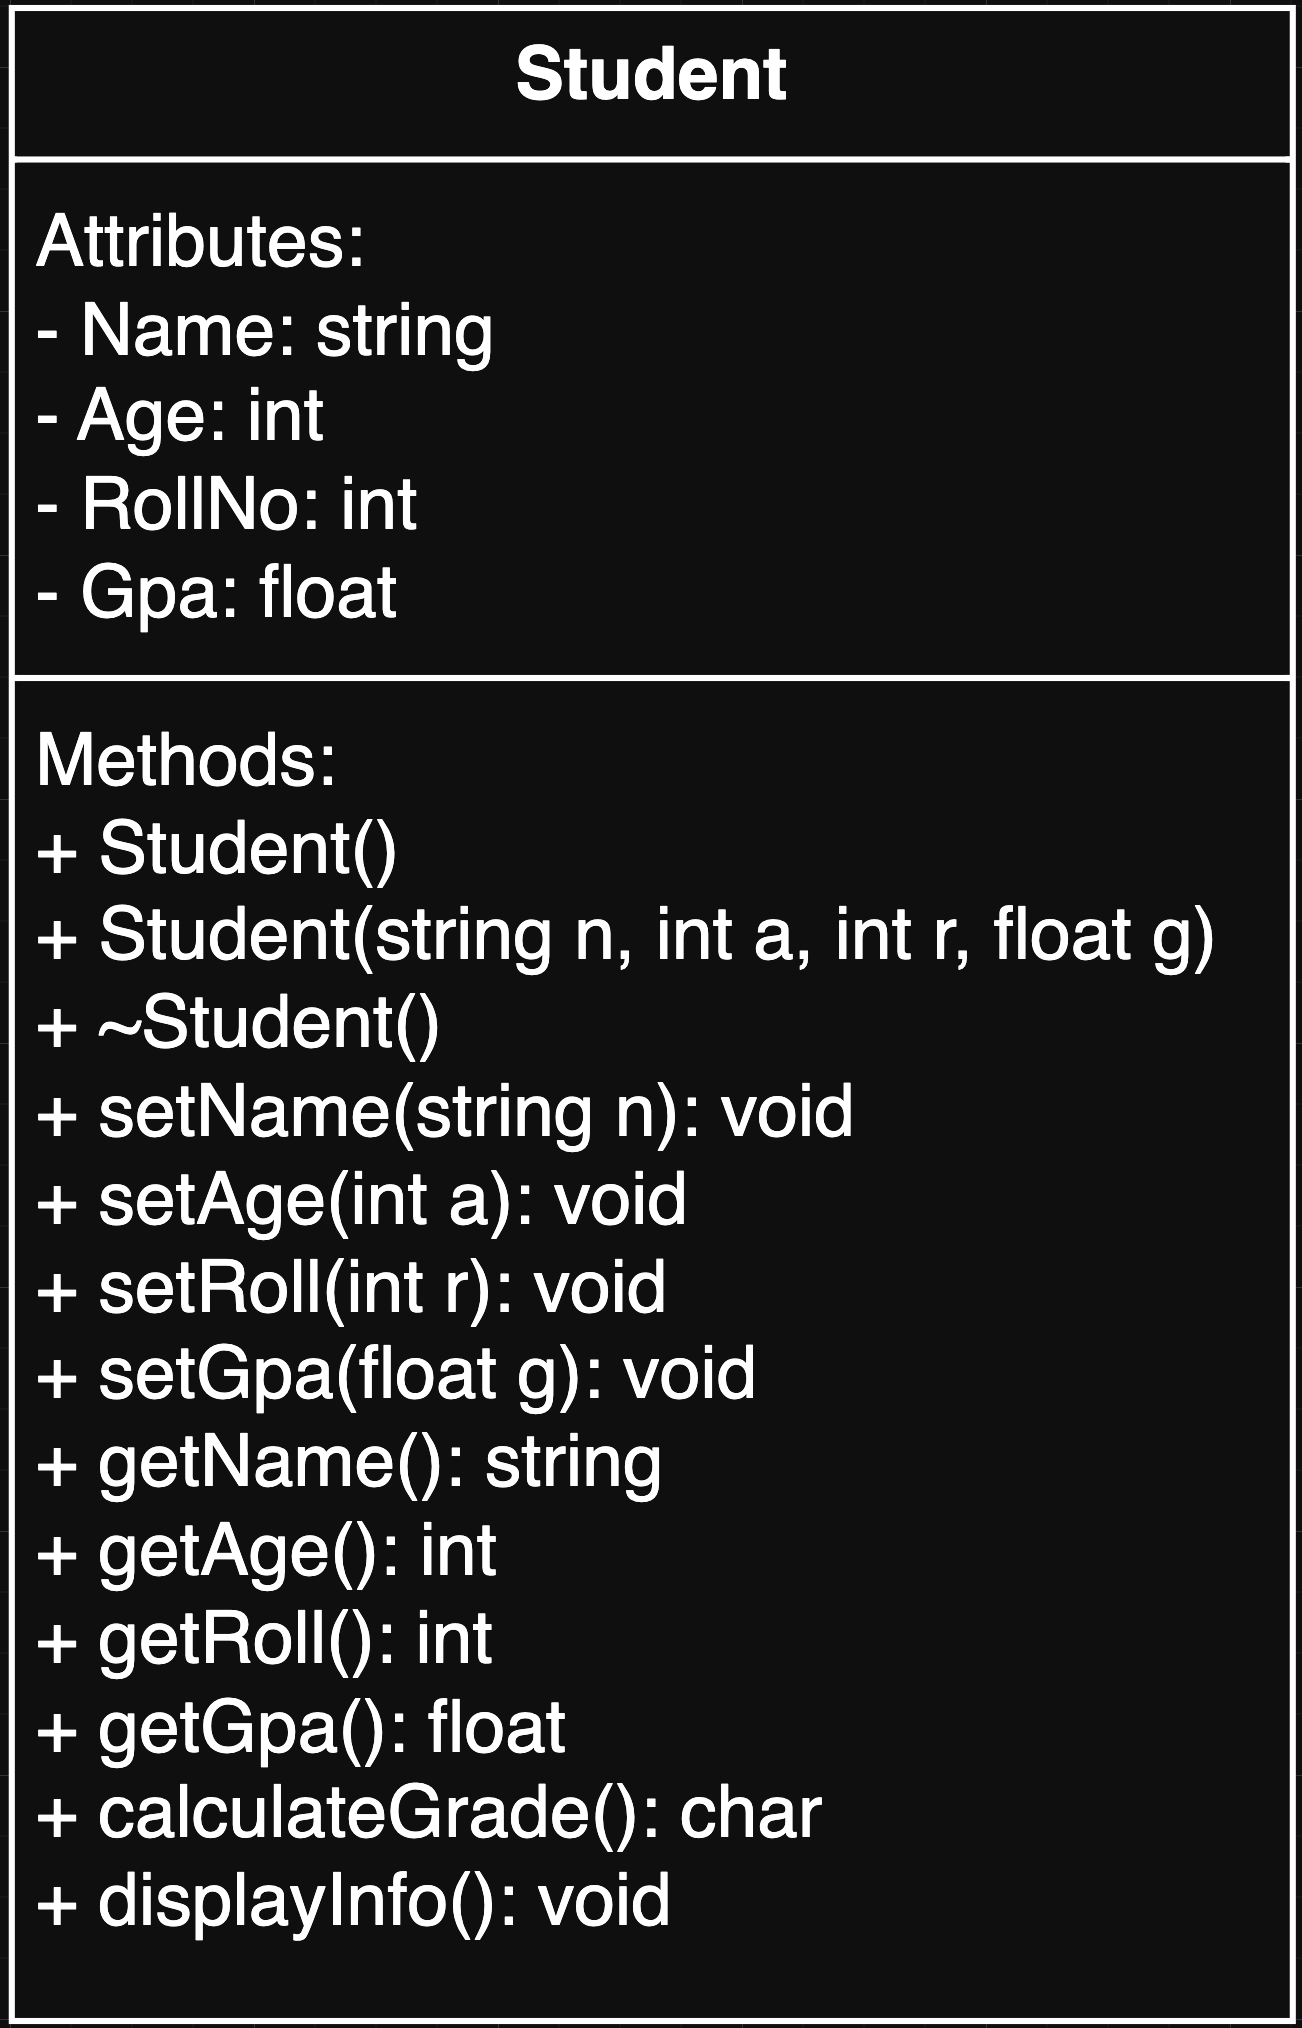 Student
Attributes:
- Name: string
- Age: int
- RollNo: int
- Gpa: float
Methods:
+ Student()
+ Student(string n, int a, int r, float g)
+ ~Student()
+ setName(string n): void
+ setAge(int a): void
+ setRoll(int r): void
+ setGpa(float g): void
+ getName(): string
+ getAge(): int
+ getRoll(): int
+ getGpa(): float
+ calculateGrade(): char
+ displayInfo(): void